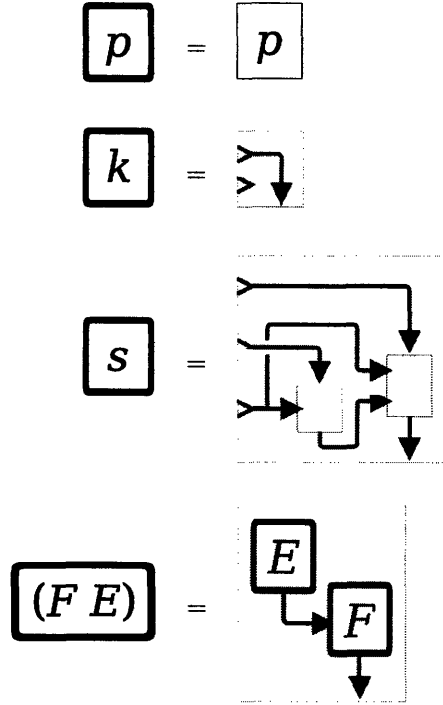 p = p
k =
s =
(F E) = E
F